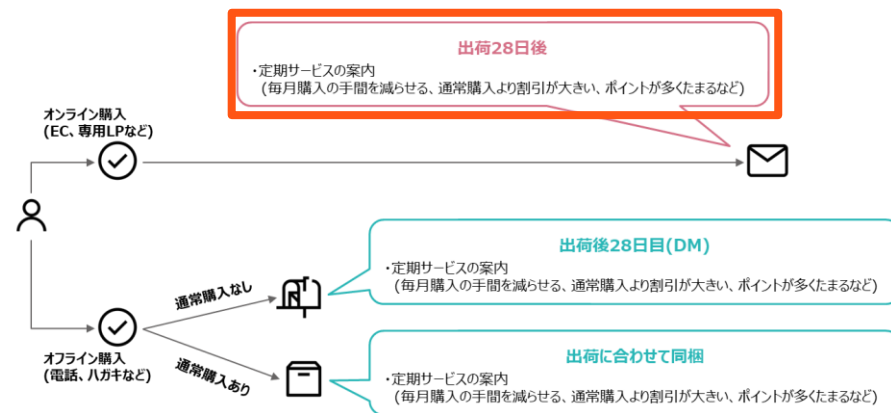 出荷28日後
・定期サービスの案内
(毎月購入の手間を減らせる、通常購入より割引が大きい、ポイントが多くたまるなど)
オンライン購入
(EC、専用LPなど)
出荷後28日目(DM)
・定期サービスの案内
(毎月購入の手間を減らせる、通常購入より割引が大きい、ポイントが多くたまるなど)
通常購入なし
オフライン購入
(電話、ハガキなど)
通常購入あり
出荷に合わせて同梱
・定期サービスの案内
(毎月購入の手間を減らせる、通常購入より割引が大きい、ポイントが多くたまるなど)